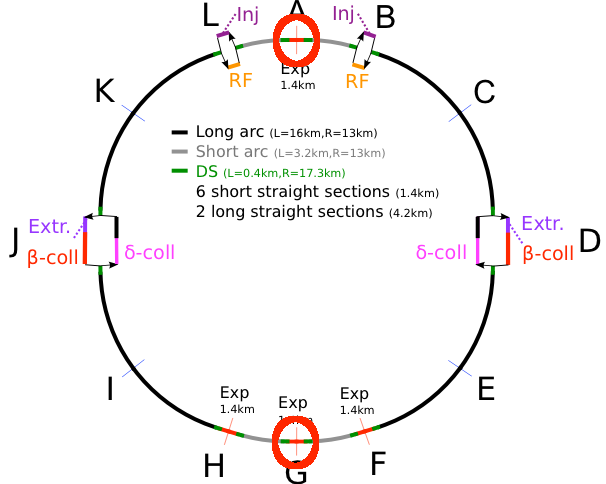 L
A
Inj
Inj
B
RF
Exp
1.4km
RF
K
C
Long arc (L=16km,R=13km)
Short arc (L=3.2km,R=13km)
DS (L=0.4km,R=17.3km)
6 short straight sections (1.4km)
2 long straight sections (4.2km)
J
Extr.
β-coll
δ-coll
δ-coll
Extr.
β-coll
D
I
E
Exp
1.4km
Exp
Exp
1.4km
H
G
F